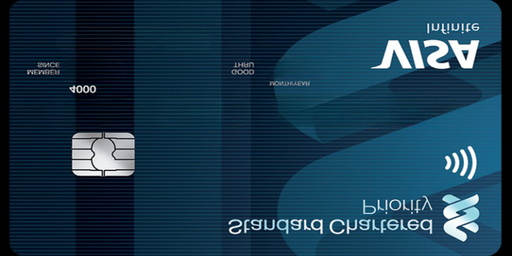 Standard Chartered
Priority
4000
MONTH/YEAR
MEMBER
SINCE
GOOD
THRU
VISA
Infinite